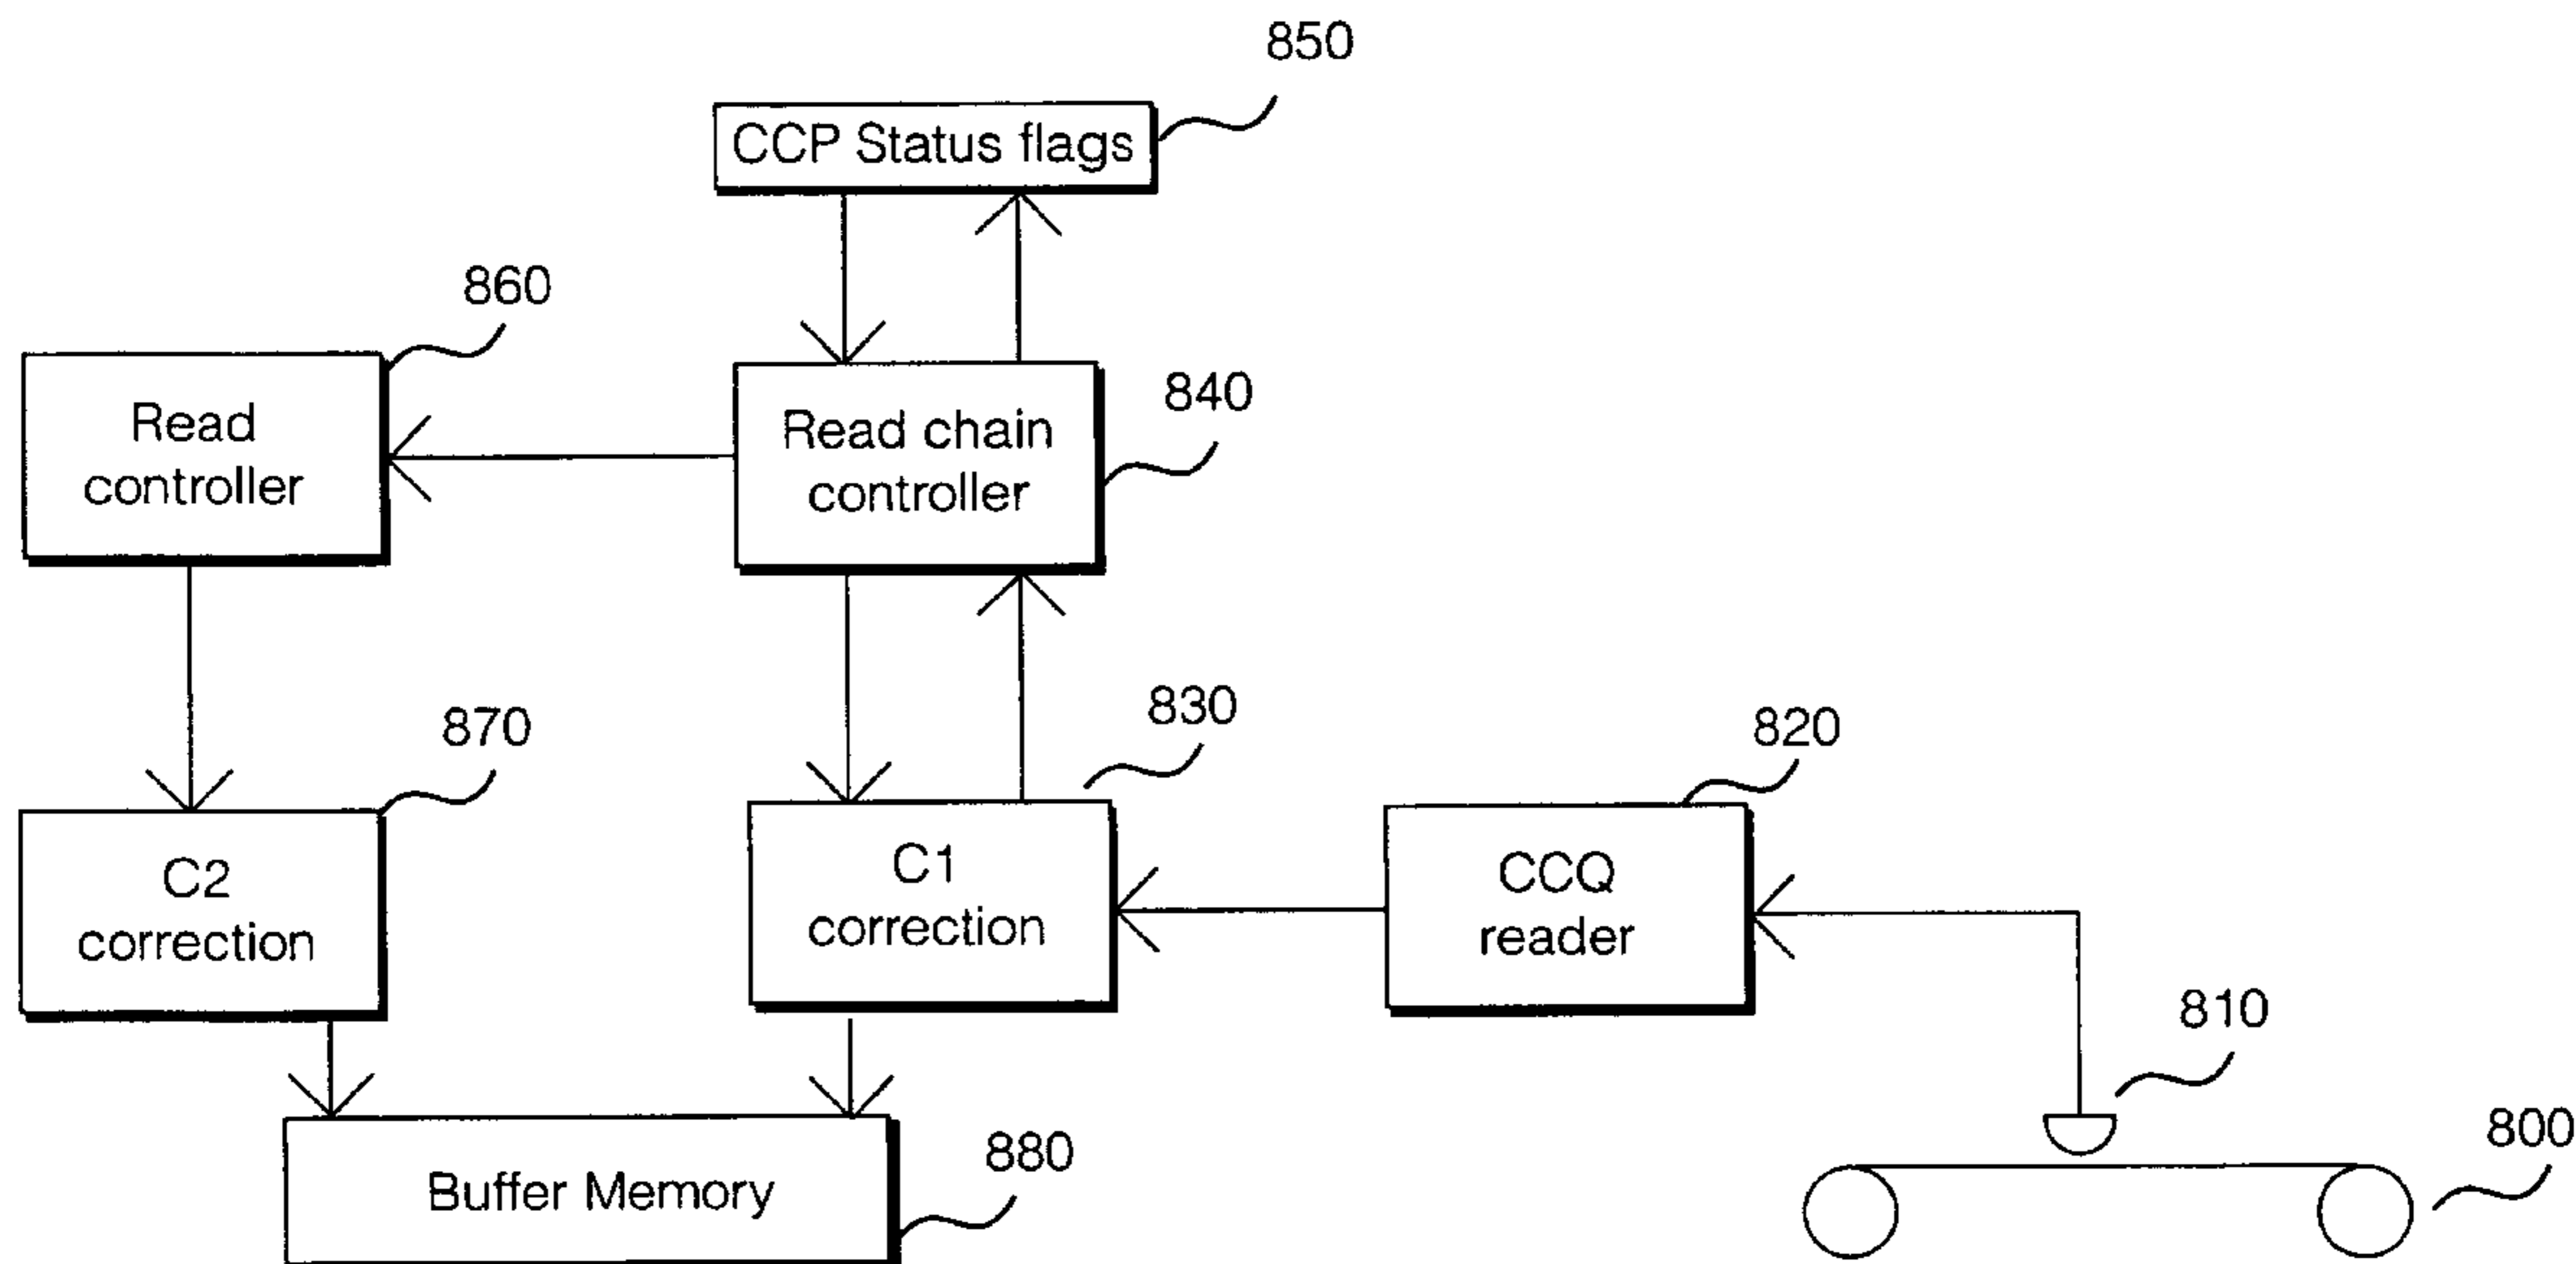 850
CCP Status flags
860
Read
controller
840
Read chain
controller
870
C2
correction
830
C1
correction
820
CCQ
reader
810
800
880
Buffer Memory